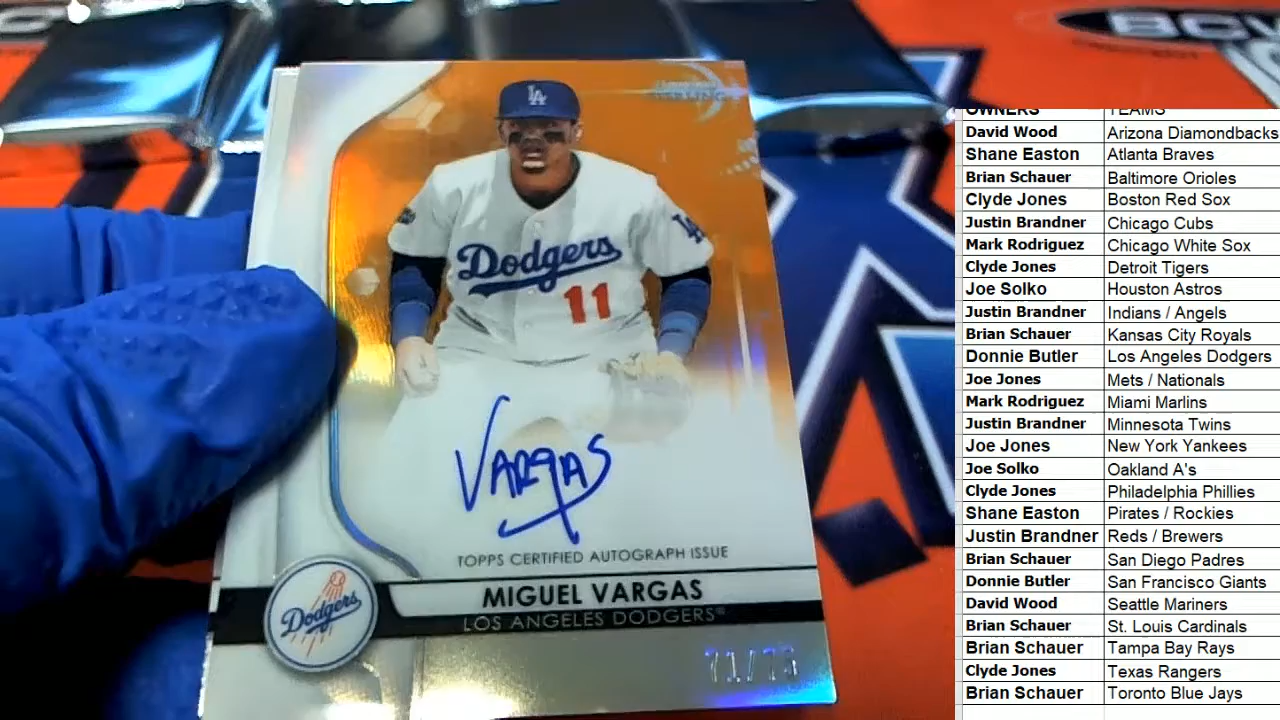 BCW
LA
STERLING
Dodgers
11
LA
VARgAS
TOPPS CERTIFIED AUTOGRAPH ISSUE
MIGUEL VARGAS
Dodgers
LOS ANGELES DODGERS®
71/75
OWNERS TEAMS
David Wood Arizona Diamondbacks
Shane Easton Atlanta Braves
Brian Schauer Baltimore Orioles
Clyde Jones Boston Red Sox
Justin Brandner Chicago Cubs
Mark Rodriguez Chicago White Sox
Clyde Jones Detroit Tigers
Joe Solko Houston Astros
Justin Brandner Indians / Angels
Brian Schauer Kansas City Royals
Donnie Butler Los Angeles Dodgers
Joe Jones Mets / Nationals
Mark Rodriguez Miami Marlins
Justin Brandner Minnesota Twins
Joe Jones New York Yankees
Joe Solko Oakland A's
Clyde Jones Philadelphia Phillies
Shane Easton Pirates / Rockies
Justin Brandner Reds / Brewers
Brian Schauer San Diego Padres
Donnie Butler San Francisco Giants
David Wood Seattle Mariners
Brian Schauer St. Louis Cardinals
Brian Schauer Tampa Bay Rays
Clyde Jones Texas Rangers
Brian Schauer Toronto Blue Jays